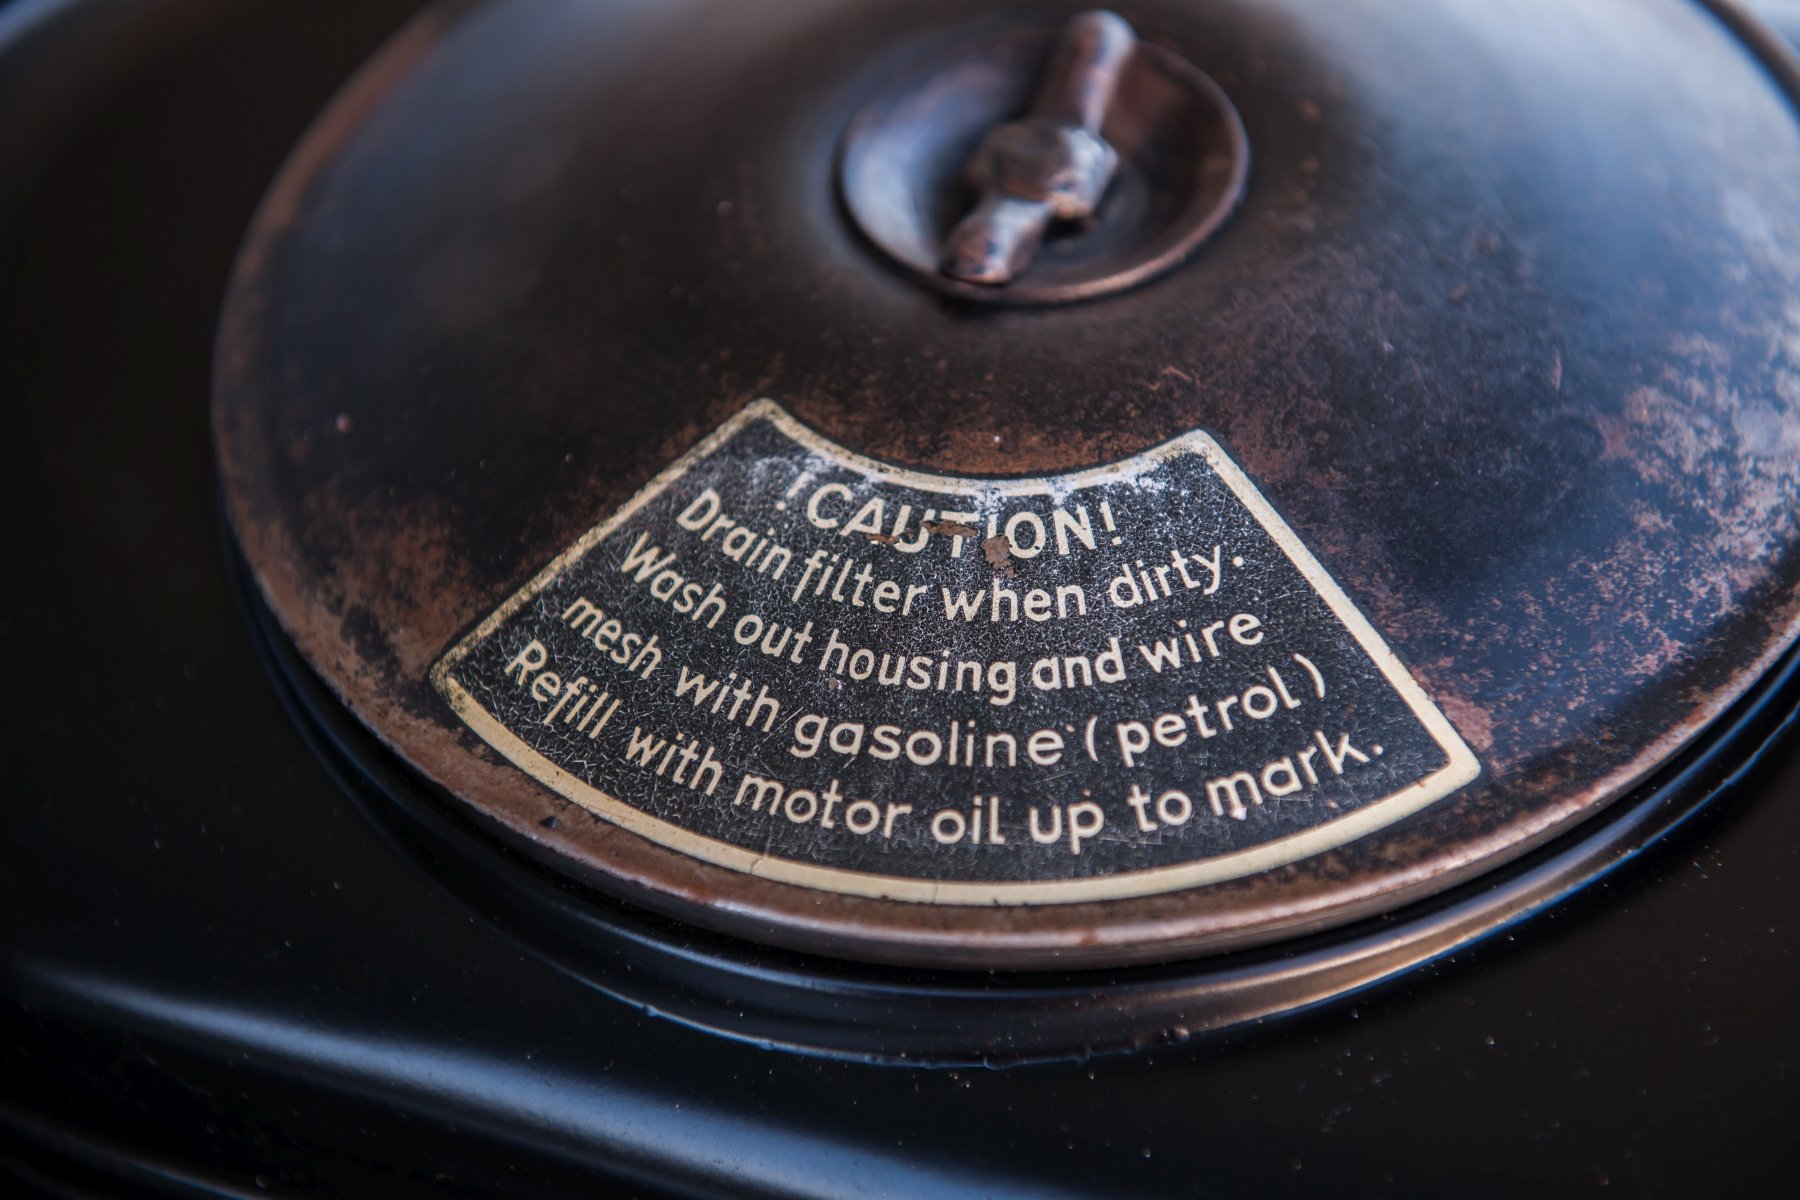 !CAUTION!
Drain filter when dirty.
Wash out housing and wire
mesh with gasoline (petrol)
Refill with motor oil up to mark.